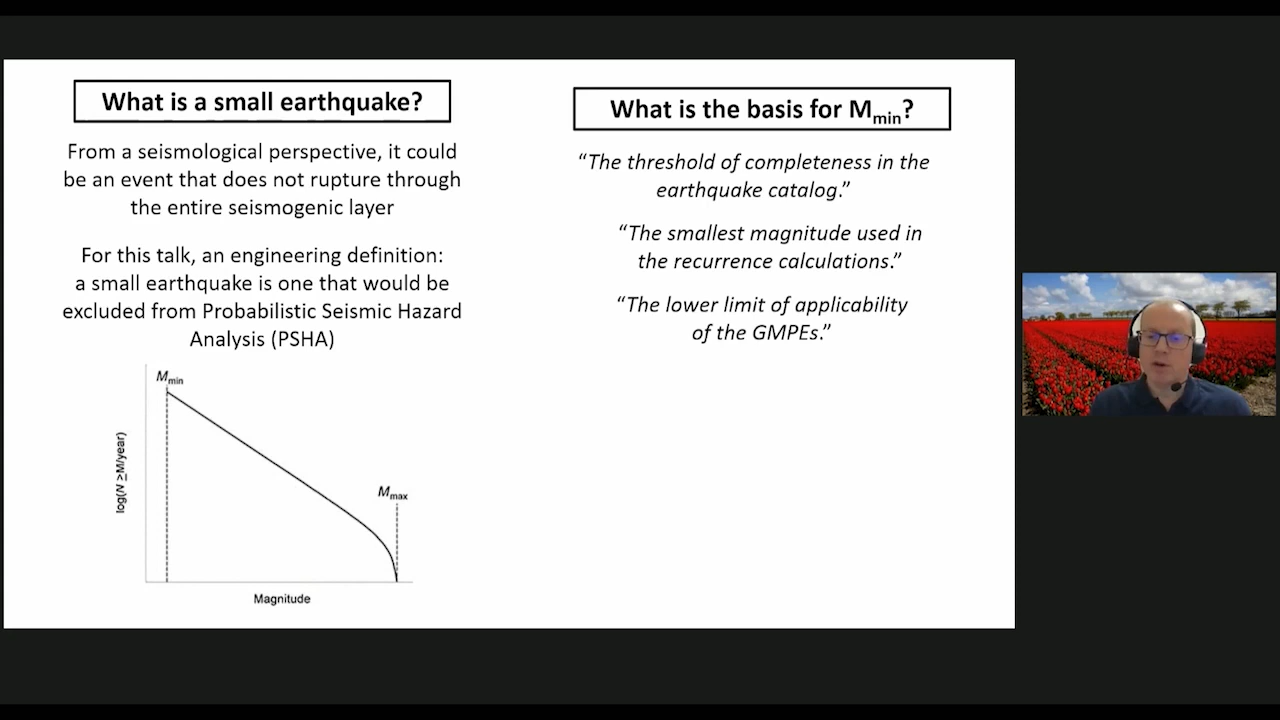 What is a small earthquake?
From a seismological perspective, it could
be an event that does not rupture through
the entire seismogenic layer
For this talk, an engineering definition:
a small earthquake is one that would be
excluded from Probabilistic Seismic Hazard
Analysis (PSHA)
Mmin
Mmax
log(N ≥M/year)
Magnitude
What is the basis for Mmin?
“The threshold of completeness in the
earthquake catalog.”
“The smallest magnitude used in
the recurrence calculations.”
“The lower limit of applicability
of the GMPEs.”